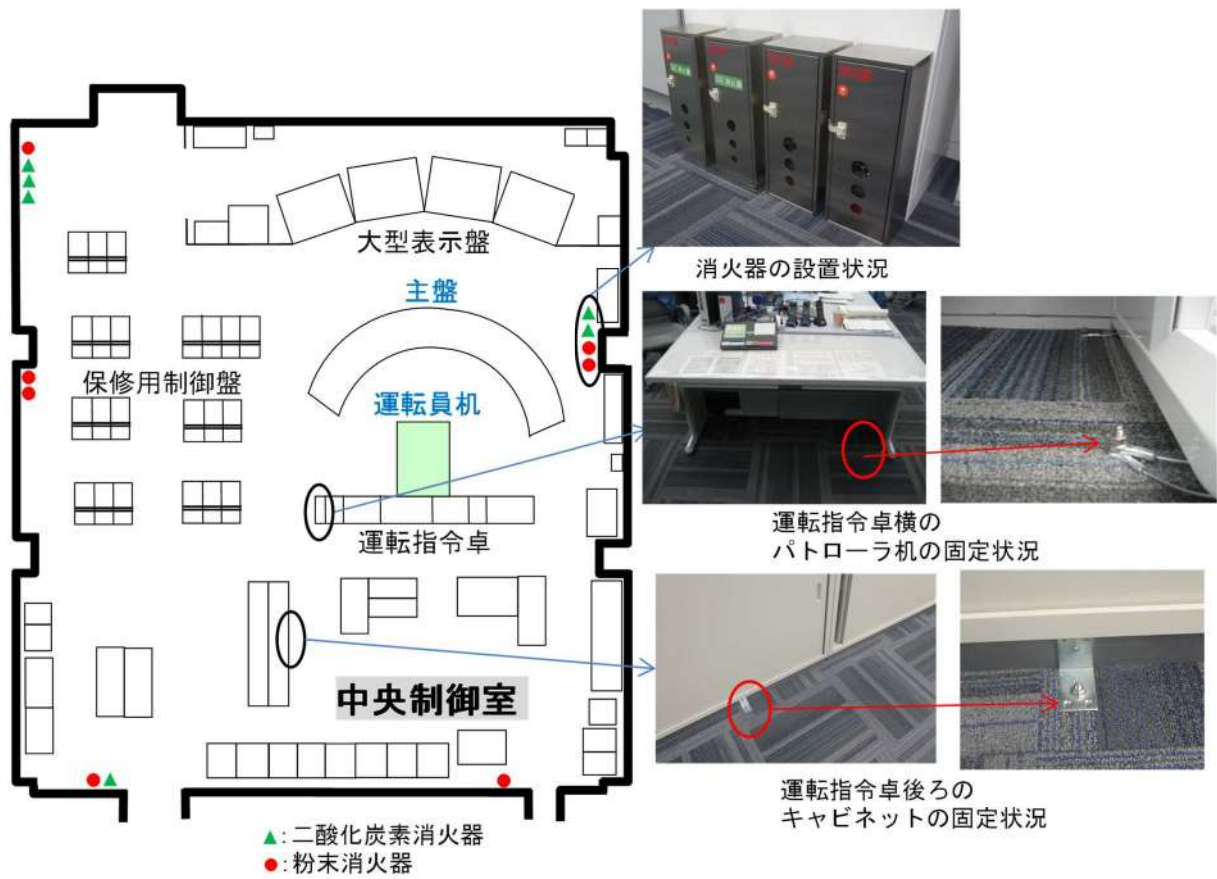 大型表示盤
主盤
保修用制御盤
運転員机
運転指令卓
中央制御室
▲:二酸化炭素消火器
●:粉末消火器
消火器の設置状況
運転指令卓横の
パトローラ机の固定状況
運転指令卓後ろの
キャビネットの固定状況